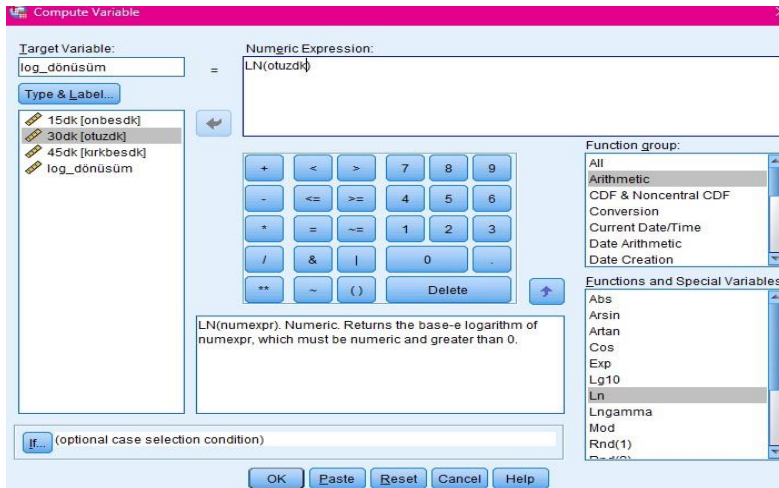 Compute Variable
Target Variable:
log_dönüsüm
=
Numeric Expression:
LN(otuzdk)
Type & Label...
15dk [onbesdk]
30dk [otuzdk]
45dk [kırkbesdk]
log_dönüsüm
+ < > 7 8 9
- <= >= 4 5 6
* = ~= 1 2 3
/ & | 0 .
** ~ ( ) Delete
Function group:
All
Arithmetic
CDF & Noncentral CDF
Conversion
Current Date/Time
Date Arithmetic
Date Creation
LN(numexpr). Numeric. Returns the base-e logarithm of
numexpr, which must be numeric and greater than 0.
Functions and Special Variables
Abs
Arsin
Artan
Cos
Exp
Lg10
Ln
Lngamma
Mod
Rnd(1)
If... (optional case selection condition)
OK Paste Reset Cancel Help